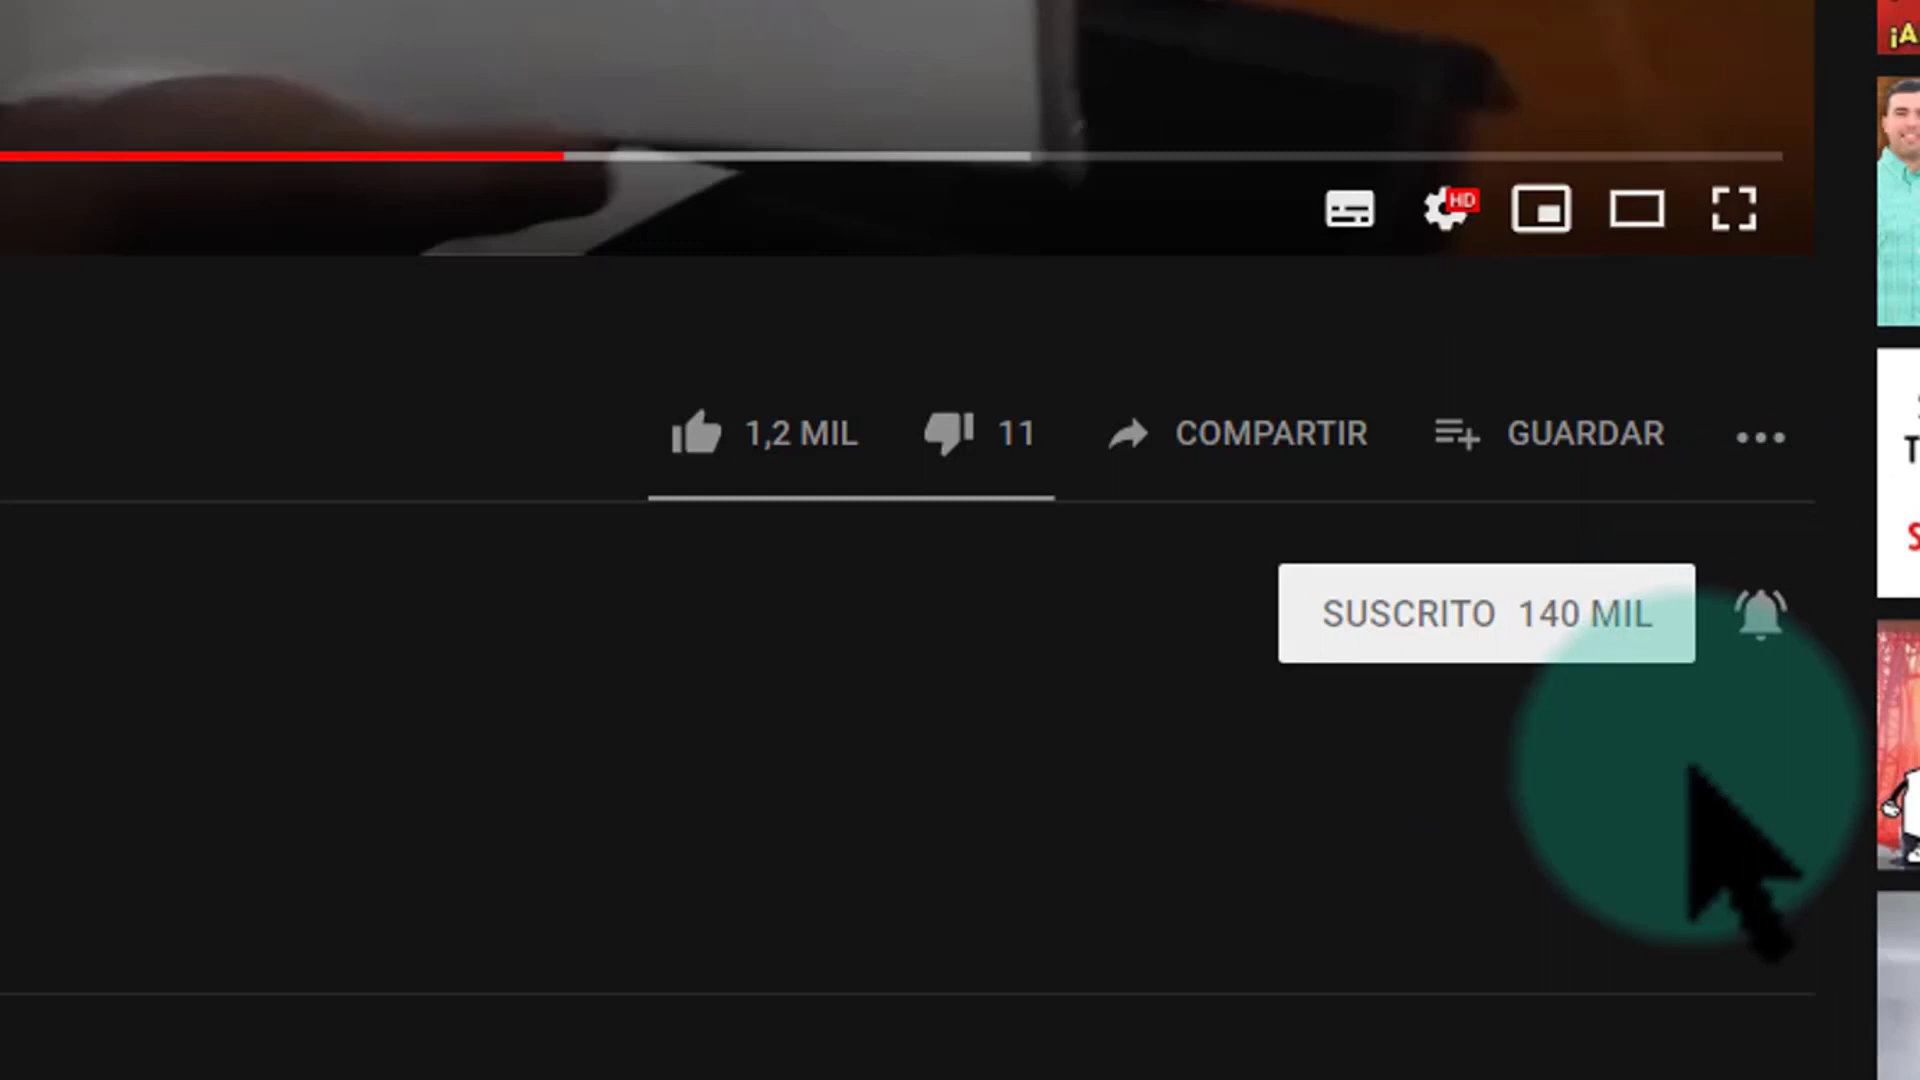 ¡A
HD
1,2 MIL 11 COMPARTIR GUARDAR
T
S
SUSCRITO 140 MIL